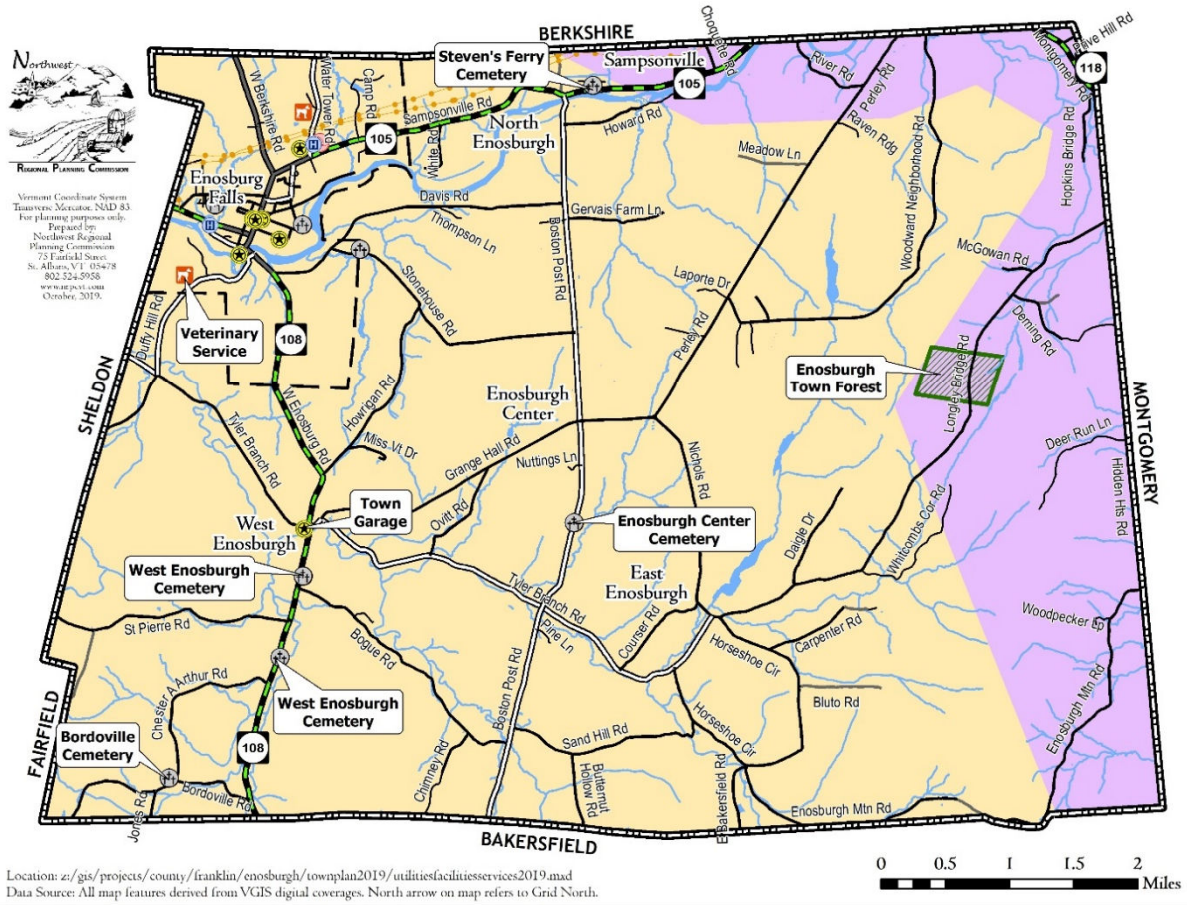 Northwest
REGIONAL PLANNING COMMISSION
Vermont Coordinate System
Transverse Mercator, NAD 83
For planning purposes only.
Prepared by:
Northwest Regional
Planning Commission
75 Fairfield Street
St. Albans, VT 05478
802.524.5958
www.nrpcvt.com
October, 2019.
BERKSHIRE
SHELDON
FAIRFIELD
BAKERSFIELD
MONTGOMERY
Steven's Ferry
Cemetery
Sampsonville
Choquette Rd
River Rd
Perley Rd
Montgomery Rd
118
105
W Berkshire Rd
Water Tower Rd
Camp Rd
Sampsonville Rd
105
White Rd
North
Enosburgh
Howard Rd
Raven Rdg
Meadow Ln
Woodward Neighborhood Rd
Hopkins Bridge Rd
H
Enosburg
Falls
H
Davis Rd
Thompson Ln
Gervais Farm Ln
Boston Post Rd
McGowan Rd
Stonehouse Rd
Laporte Dr
Perley Rd
Deming Rd
Duffy Hill Rd
Veterinary
Service
108
Enosburgh
Town Forest
Longley Bridge Rd
W Enosburg Rd
Howrigan Rd
Enosburgh
Center
Tyler Branch Rd
Miss Vt Dr
Grange Hall Rd
Nuttings Ln
Nichols Rd
Deer Run Ln
Hidden Hts Rd
Town
Garage
Ovitt Rd
West
Enosburgh
Enosburgh Center
Cemetery
Daigle Dr
Whitcombs Cor Rd
West Enosburgh
Cemetery
East
Enosburgh
Tyler Branch Rd
St Pierre Rd
Bogue Rd
Pine Ln
Courser Rd
Horseshoe Cir
Carpenter Rd
Woodpecker Lp
Chester A Arthur Rd
West Enosburgh
Cemetery
Boston Post Rd
Bluto Rd
Enosburgh Mtn Rd
Bordoville
Cemetery
108
Sand Hill Rd
Horseshoe Cir
Chimney Rd
Butternut
Hollow Rd
E Bakersfield Rd
Jones Rd
Bordoville Rd
Enosburgh Mtn Rd
0 0.5 1 1.5 2
Miles
Location: z:/gis/projects/county/franklin/enosburgh/townplan2019/utilitiesfacilitiesservices2019.mxd
Data Source: All map features derived from VGIS digital coverages. North arrow on map refers to Grid North.